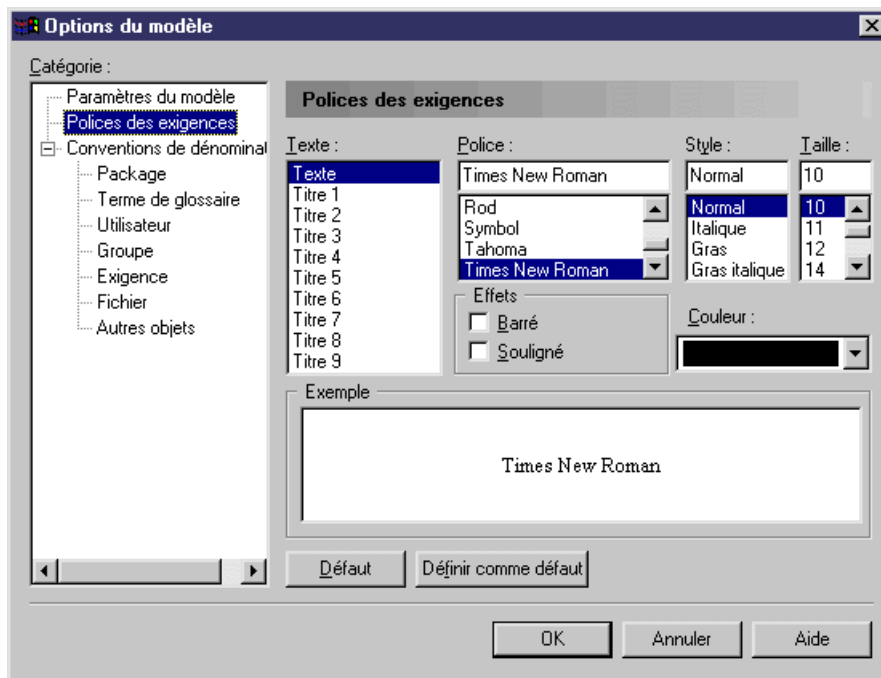 Options du modèle
Catégorie :
Paramètres du modèle
Polices des exigences
Conventions de dénominat
Package
Terme de glossaire
Utilisateur
Groupe
Exigence
Fichier
Autres objets
Polices des exigences
Texte :
Texte
Titre 1
Titre 2
Titre 3
Titre 4
Titre 5
Titre 6
Titre 7
Titre 8
Titre 9
Police :
Times New Roman
Rod
Symbol
Tahoma
Times New Roman
Style :
Normal
Normal
Italique
Gras
Gras italique
Taille :
10
10
11
12
14
Effets
Barré
Souligné
Couleur :
Exemple
Times New Roman
Défaut
Définir comme défaut
OK
Annuler
Aide